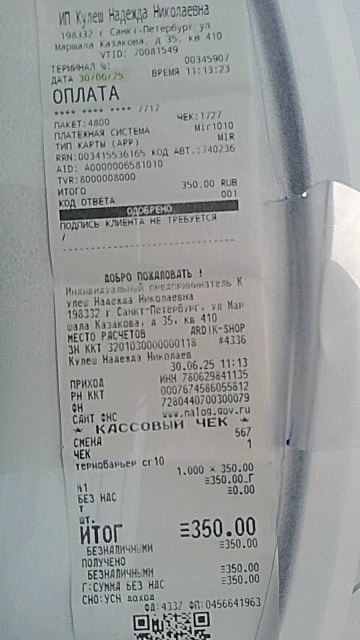 ИП Кулеш Надежда Николаевна
198332 г Санкт-Петербург ул
Маршала Казакова, д 35, кв 410
VTID: 20081549
ТЕРМИНАЛ №: 00345907
ДАТА 30/06/25 ВРЕМЯ 11:13:23
ОПЛАТА
**** **** **** 7717
ПАКЕТ:4800 ЧЕК:1727
ПЛАТЕЖНАЯ СИСТЕМА Mir1010
ТИП КАРТЫ (APP) MIR
RRN:003415536165 КОД АВТ.:740236
AID: A0000006581010
TVR:8000008000
ИТОГО 350.00 RUB
КОД ОТВЕТА 001
ОДОБРЕНО
ПОДПИСЬ КЛИЕНТА НЕ ТРЕБУЕТСЯ
/
ДОБРО ПОЖАЛОВАТЬ !
Индивидуальный предприниматель К
улеш Надежда Николаевна
198332 г Санкт-Петербург, ул Мар
шала Казакова, д 35, кв 410
МЕСТО РАСЧЕТОВ ARDIK-SHOP
ЗН ККТ 3201030000000118 #4336
Кулеш Надежда Николаев
30.06.25 11:13
ПРИХОД ИНН 780629841135
РН ККТ 0007674586055812
ФН 7280440700300079
САЙТ ФНС www.nalog.gov.ru
* КАССОВЫЙ ЧЕК *
СМЕНА 567
ЧЕК 1
термобарьер сг10
1.000 × 350.00
#1 ≡350.00_Г
БЕЗ НДС ≡0.00
Т
шт.
ИТОГ ≡350.00
БЕЗНАЛИЧНЫМИ ≡350.00
ПОЛУЧЕНО
БЕЗНАЛИЧНЫМИ ≡350.00
Г:СУММА БЕЗ НДС ≡350.00
СНО:УСН доход
ФД:4337 ФП:0456641963